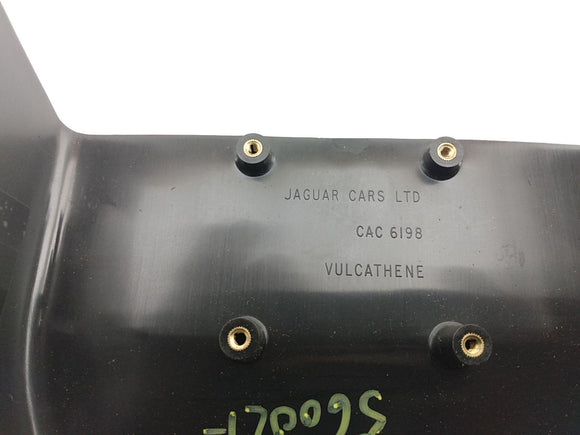 JAGUAR CARS LTD
CAC 6198
VULCATHENE